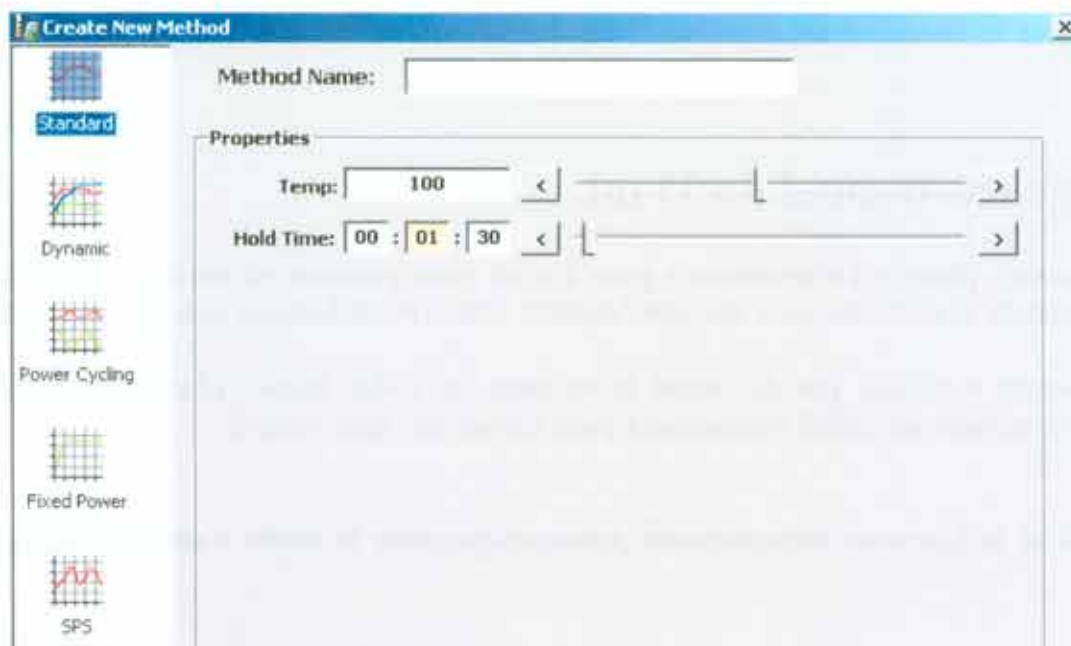 Create New Method
Method Name:
Standard
Properties
Temp: 100 < >
Hold Time: 00 : 01 : 30 < >
Dynamic
Power Cycling
Fixed Power
SPS